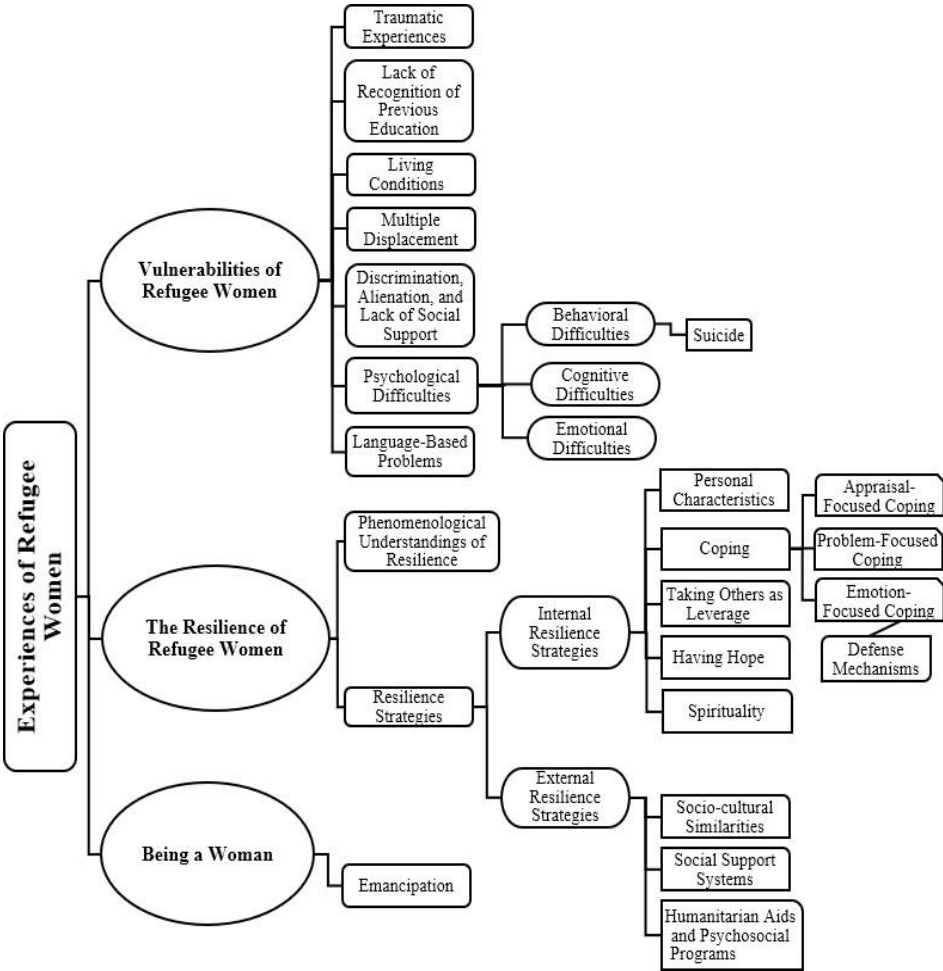 Experiences of Refugee
Women
Vulnerabilities of
Refugee Women
Traumatic
Experiences
Lack of
Recognition of
Previous
Education
Living
Conditions
Multiple
Displacement
Discrimination,
Alienation, and
Lack of Social
Support
Psychological
Difficulties
Behavioral
Difficulties
Suicide
Cognitive
Difficulties
Emotional
Difficulties
Language-Based
Problems
The Resilience of
Refugee Women
Phenomenological
Understandings of
Resilience
Resilience
Strategies
Internal
Resilience
Strategies
Personal
Characteristics
Coping
Appraisal-
Focused Coping
Problem-Focused
Coping
Emotion-
Focused Coping
Defense
Mechanisms
Taking Others as
Leverage
Having Hope
Spirituality
External
Resilience
Strategies
Socio-cultural
Similarities
Social Support
Systems
Humanitarian Aids
and Psychosocial
Programs
Being a Woman
Emancipation